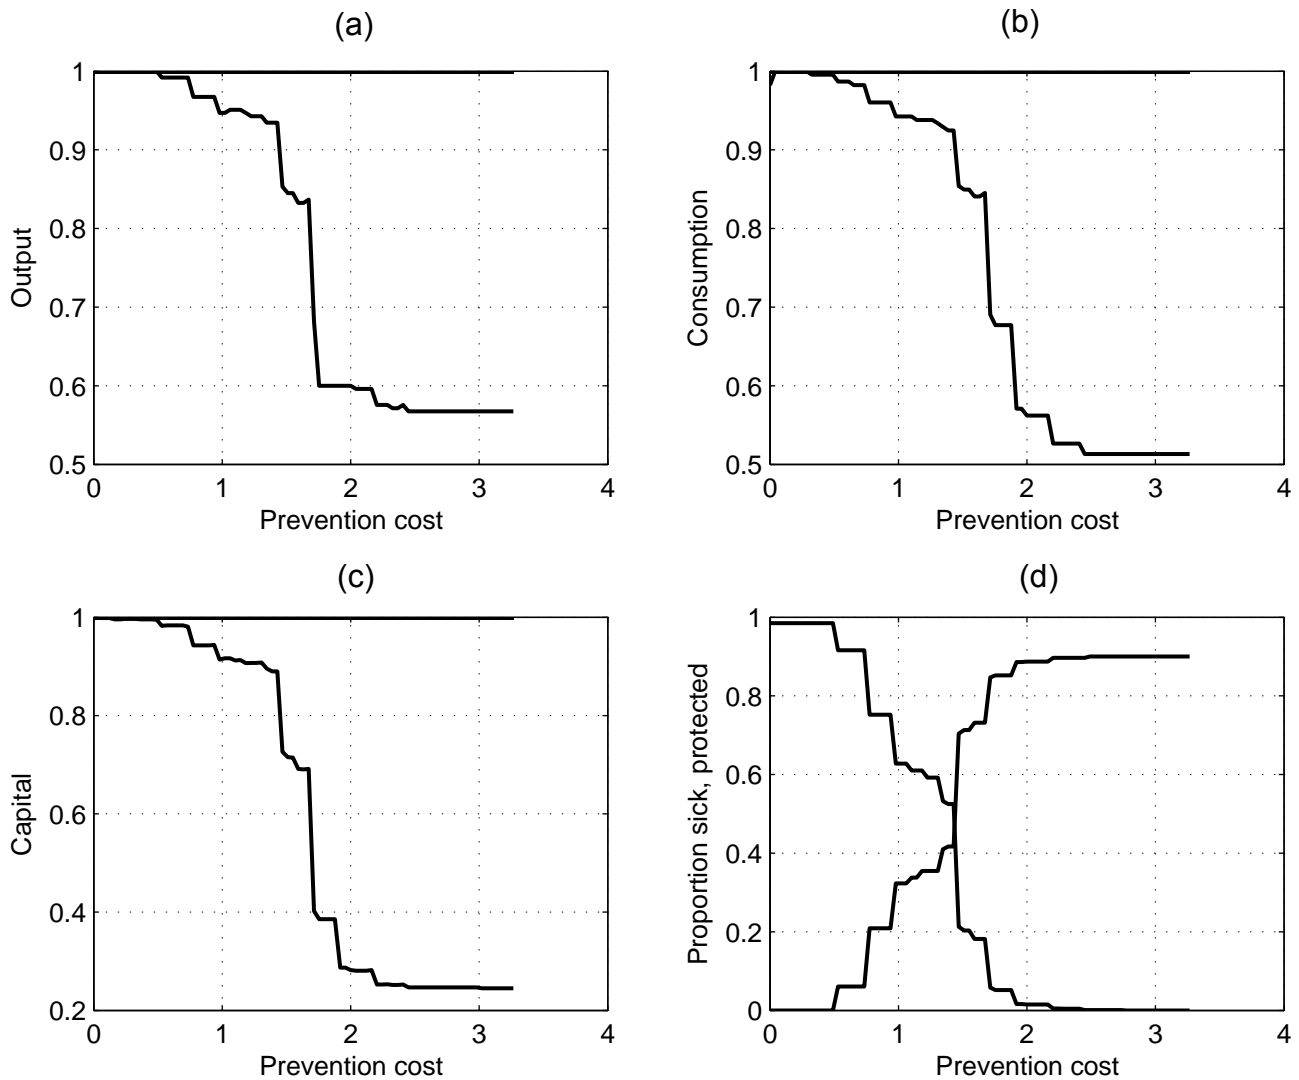 (a)
1
0.9
0.8
0.7
0.6
0.5
Output
0 1 2 3 4
Prevention cost
(b)
1
0.9
0.8
0.7
0.6
0.5
Consumption
0 1 2 3 4
Prevention cost
(c)
1
0.8
0.6
0.4
0.2
Capital
0 1 2 3 4
Prevention cost
(d)
1
0.8
0.6
0.4
0.2
0
Proportion sick, protected
0 1 2 3 4
Prevention cost